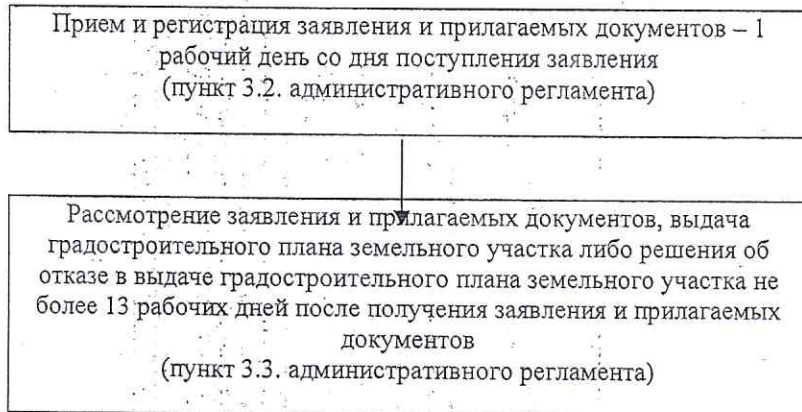 Прием и регистрация заявления и прилагаемых документов – 1
рабочий день со дня поступления заявления
(пункт 3.2. административного регламента)
Рассмотрение заявления и прилагаемых документов, выдача
градостроительного плана земельного участка либо решения об
отказе в выдаче градостроительного плана земельного участка не
более 13 рабочих дней после получения заявления и прилагаемых
документов
(пункт 3.3. административного регламента)